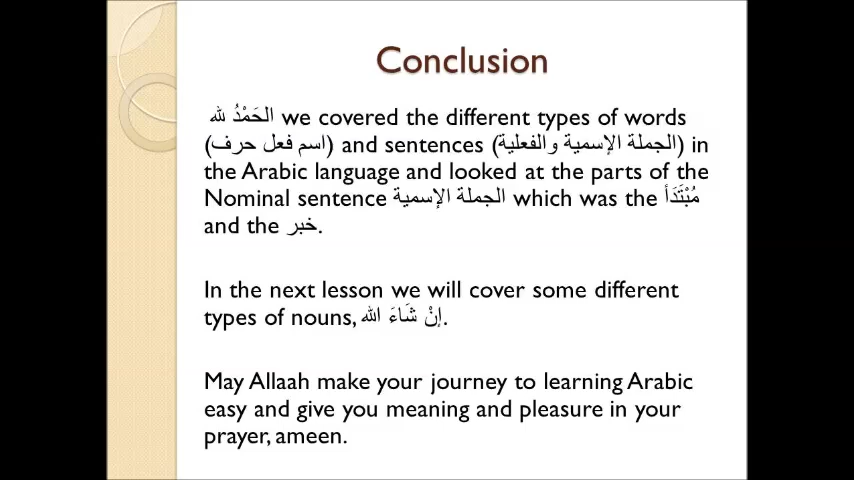 Conclusion
الحَمْدُ لله we covered the different types of words
(اسم فعل حرف) and sentences (الجملة الإسمية والفعلية) in
the Arabic language and looked at the parts of the
Nominal sentence الجملة الإسمية which was the مُبْتَدَأ
and the خبر.
In the next lesson we will cover some different
types of nouns, إنْ شَاءَ الله.
May Allaah make your journey to learning Arabic
easy and give you meaning and pleasure in your
prayer, ameen.